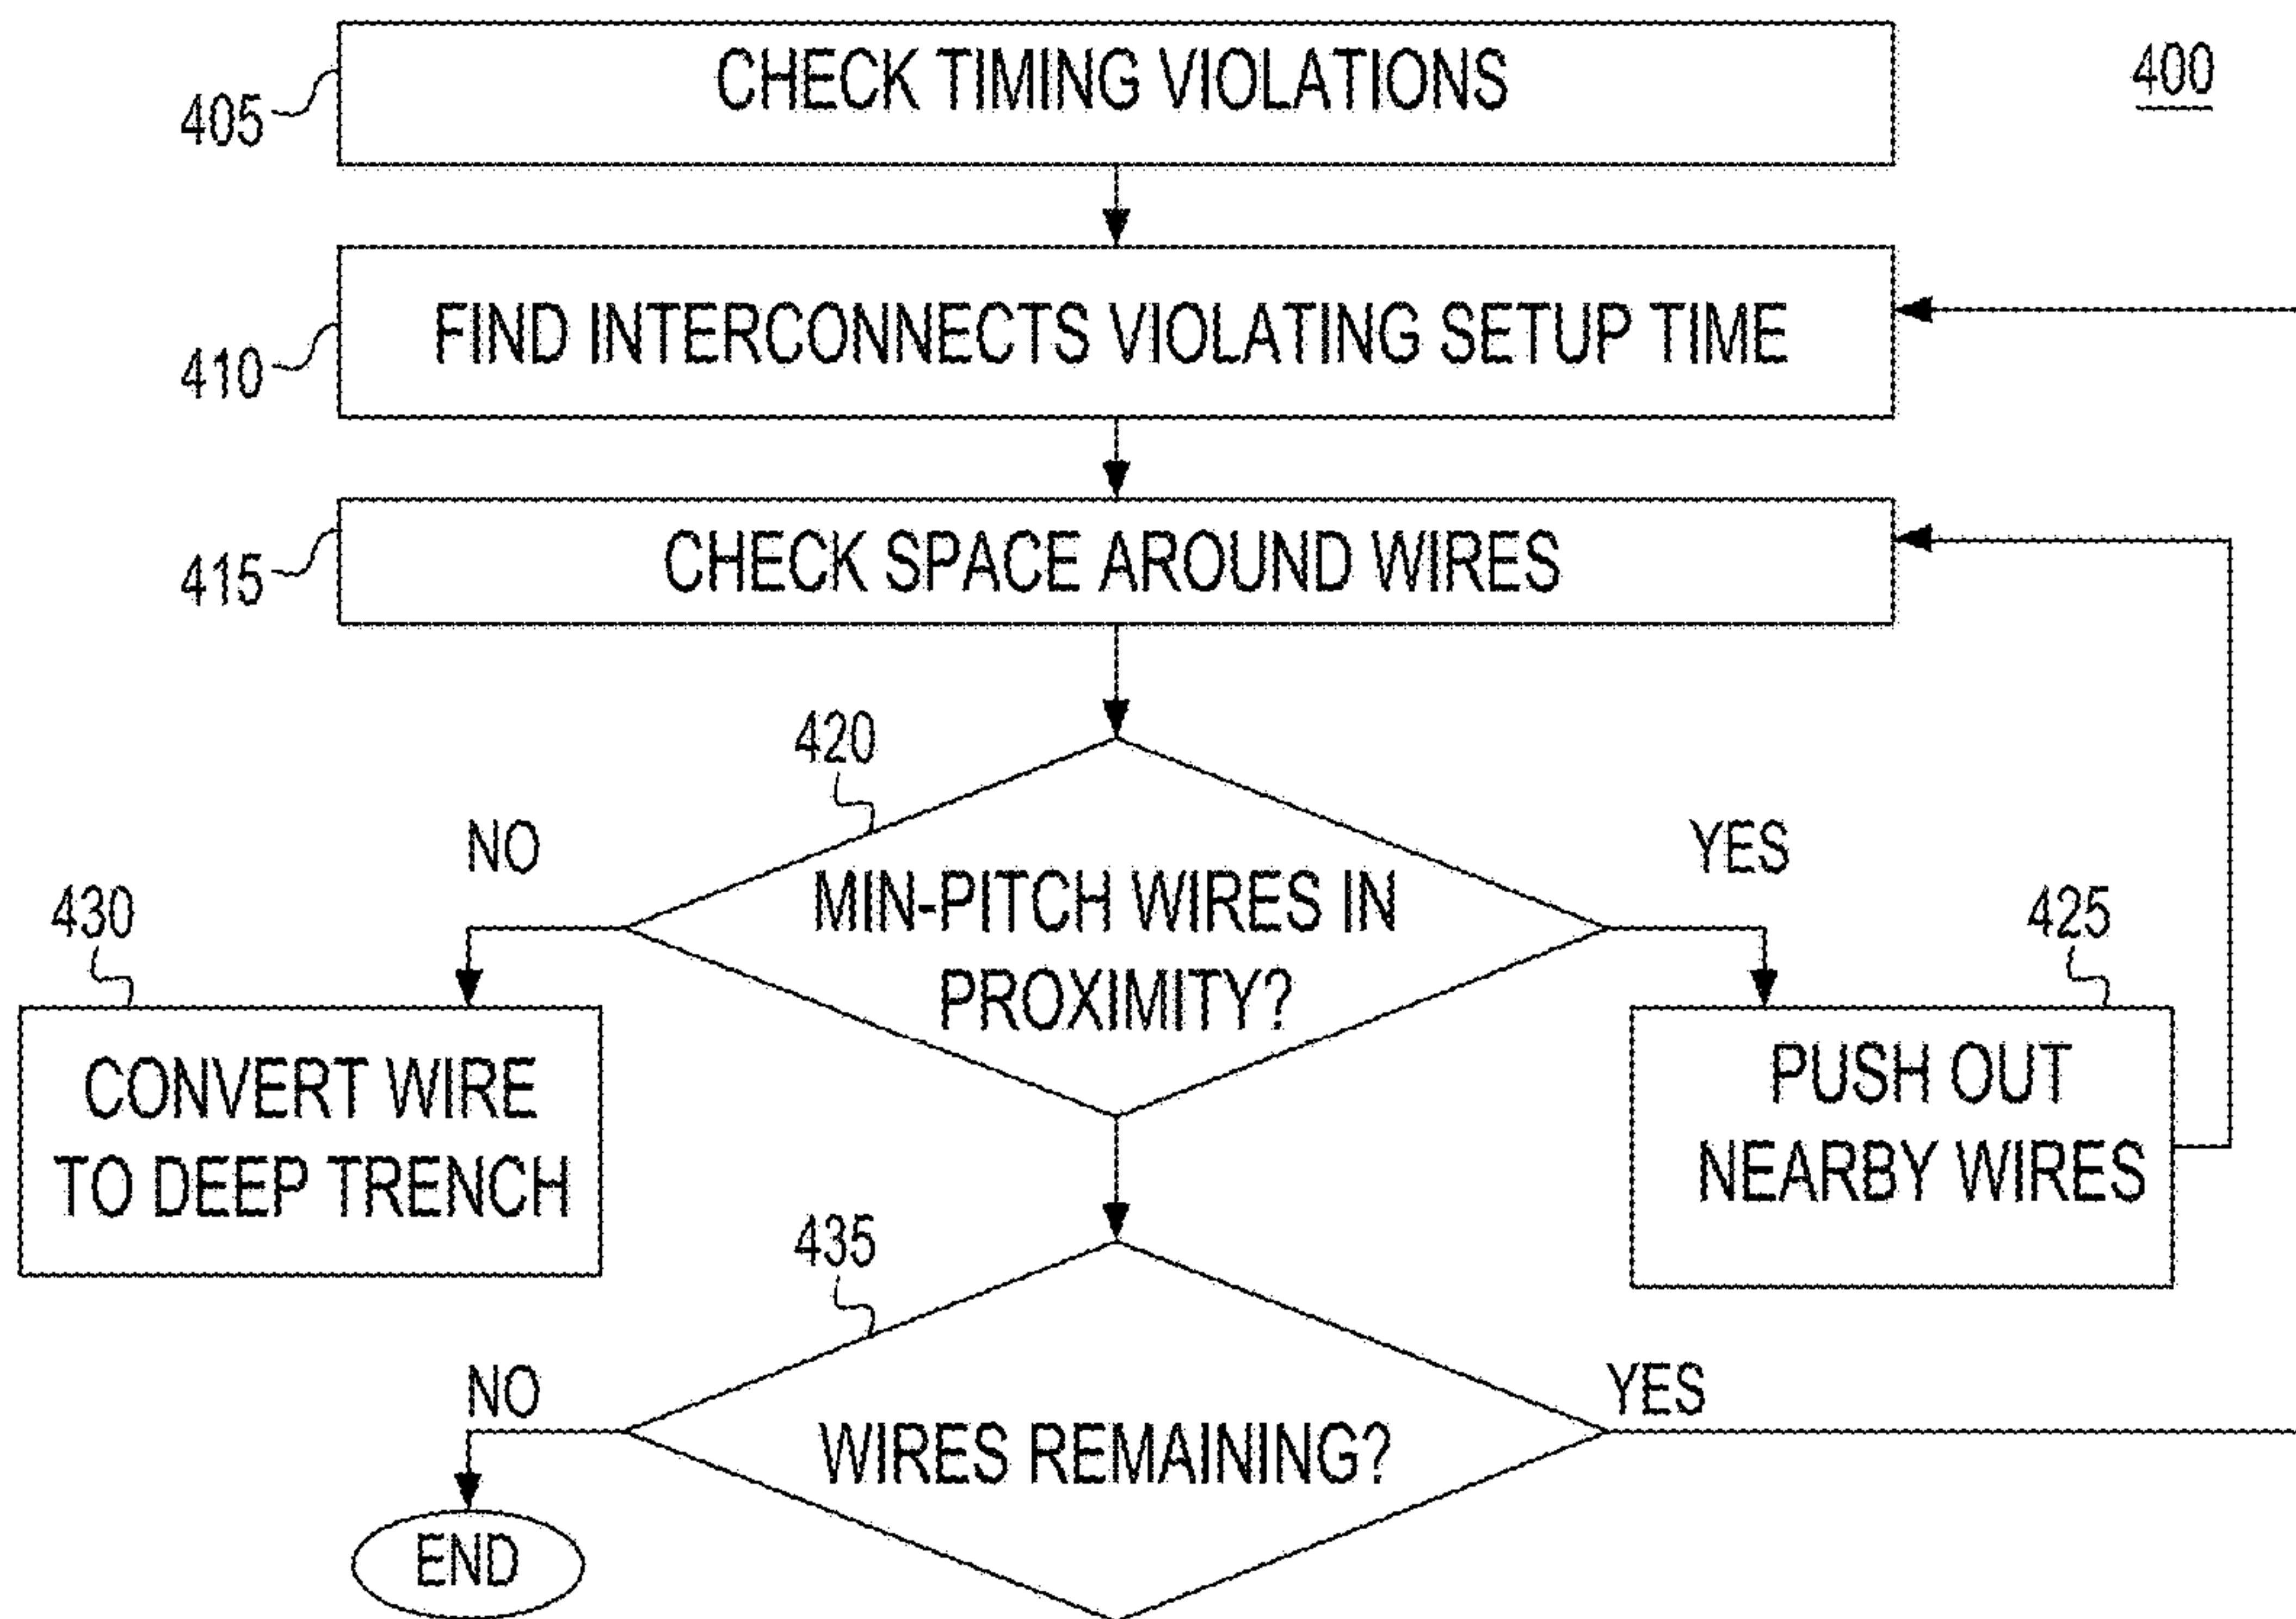 CHECK TIMING VIOLATIONS
400
405
FIND INTERCONNECTS VIOLATING SETUP TIME
410
CHECK SPACE AROUND WIRES
415
420
NO
YES
MIN-PITCH WIRES IN
PROXIMITY?
430
425
CONVERT WIRE
TO DEEP TRENCH
PUSH OUT
NEARBY WIRES
435
NO
YES
WIRES REMAINING?
END